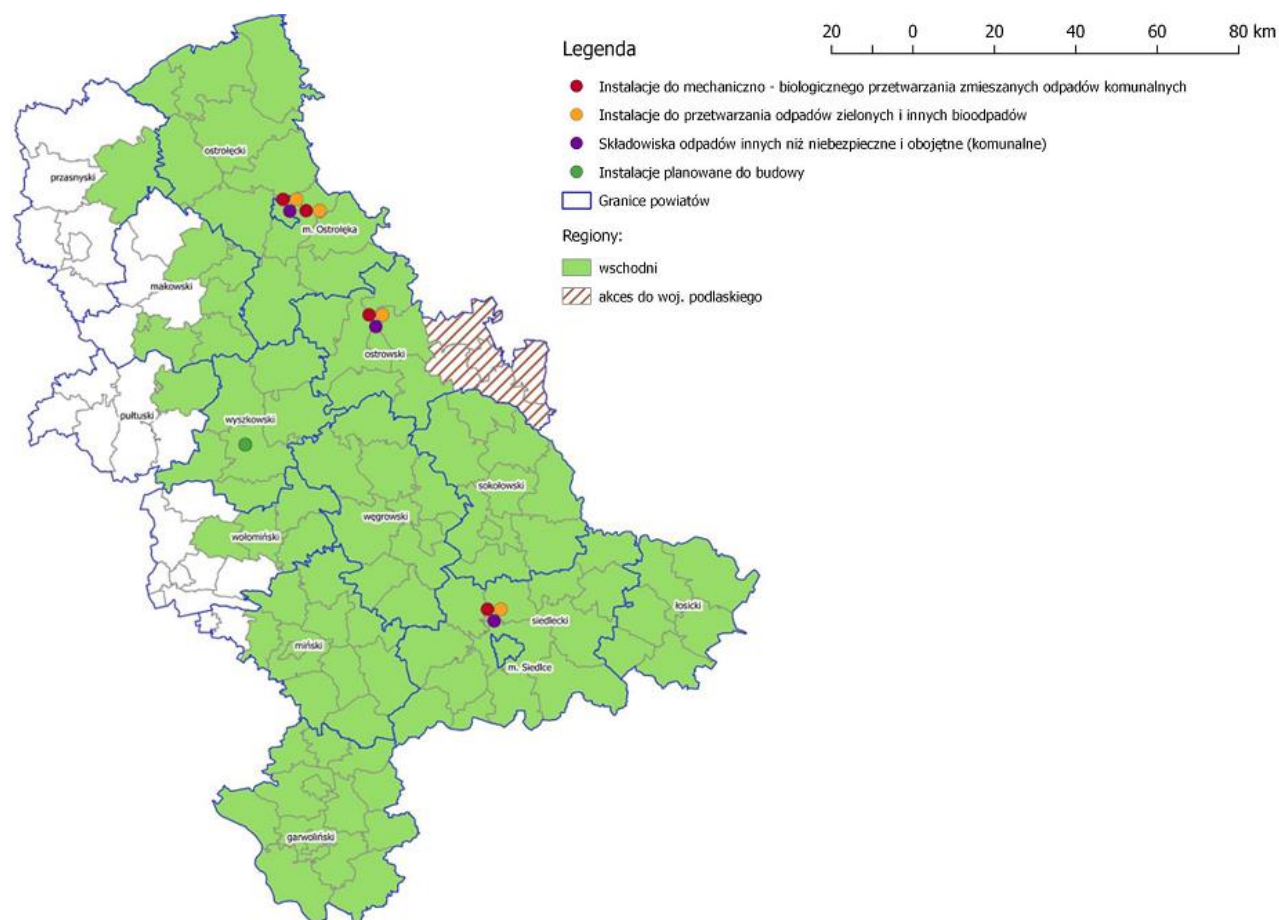 20 0 20 40 60 80 km
Legenda
Instalacje do mechaniczno - biologicznego przetwarzania zmieszanych odpadów komunalnych
Instalacje do przetwarzania odpadów zielonych i innych bioodpadów
Składowiska odpadów innych niż niebezpieczne i obojętne (komunalne)
Instalacje planowane do budowy
Granice powiatów
Regiony:
wschodni
akces do woj. podlaskiego
ostrołęcki
przasnyski
m. Ostrołęka
makowski
ostrowski
pułtuski
wyszkowski
sokołowski
węgrowski
wołomiński
łosicki
siedlecki
miński
m. Siedlce
garwoliński